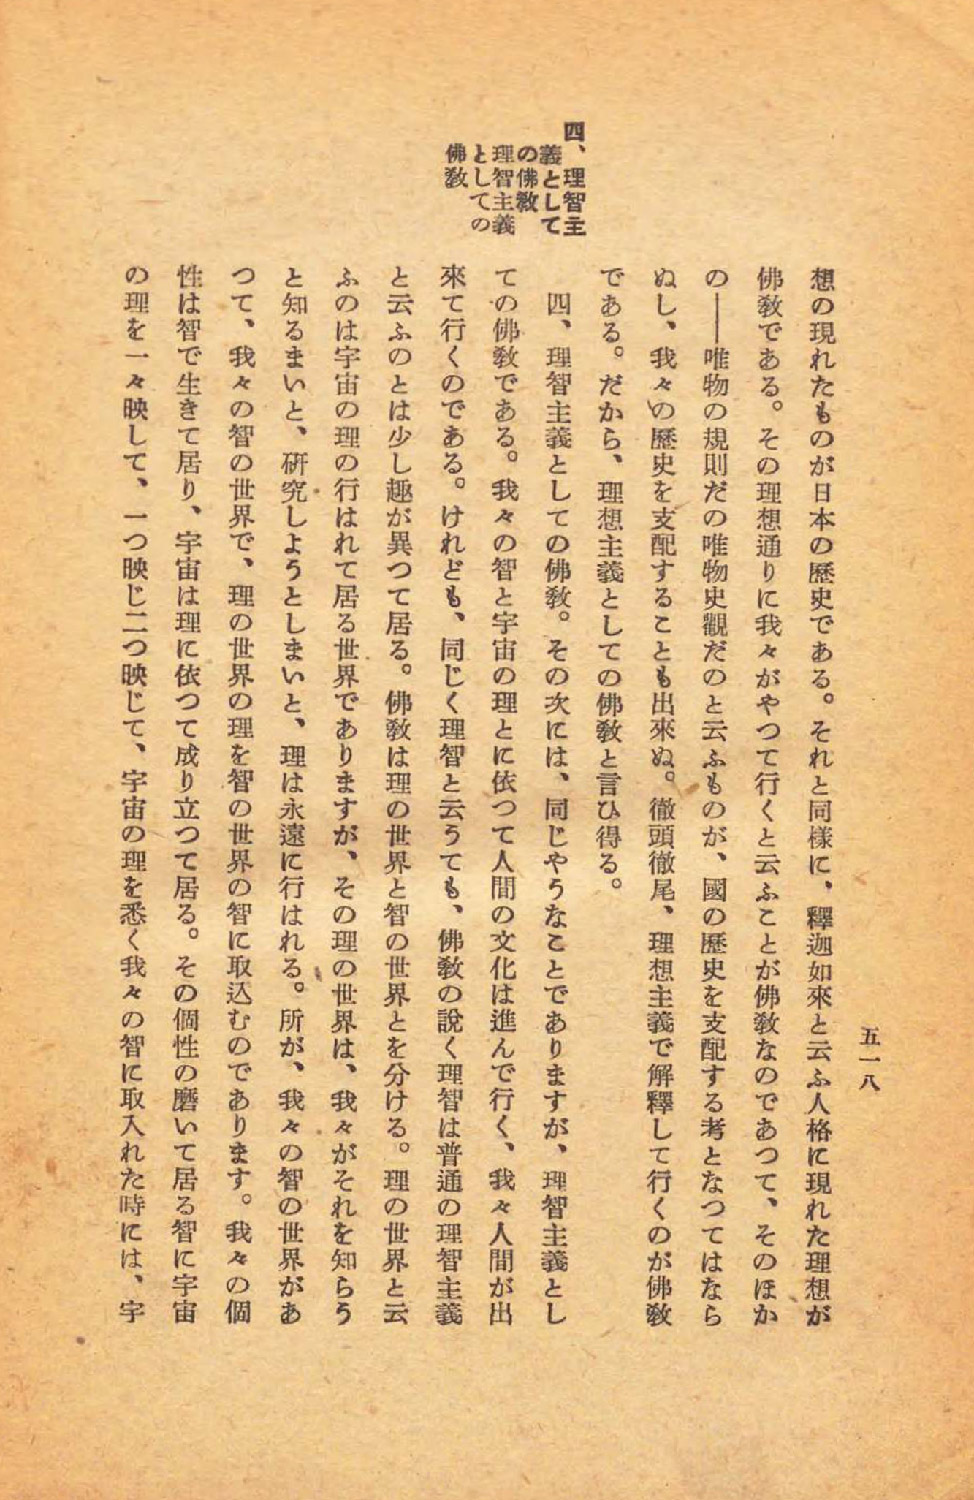 五一八
四、理智主
義として
の佛敎
理智主義
としての
佛敎
想の現れたものが日本の歷史である。それと同樣に、釋迦如來と云ふ人格に現れた理想が
佛敎である。その理想通りに我々がやつて行くと云ふことが佛敎なのであつて、そのほか
の――唯物の規則だの唯物史觀だのと云ふものが、國の歷史を支配する考となつてはなら
ぬし、我々の歷史を支配することも出來ぬ。徹頭徹尾、理想主義で解釋して行くのが佛敎
である。だから、理想主義としての佛敎と言ひ得る。
四、理智主義としての佛敎。その次には、同じやうなことでありますが、理智主義とし
ての佛敎である。我々の智と宇宙の理とに依つて人間の文化は進んで行く、我々人間が出
來て行くのである。けれども、同じく理智と云うても、佛敎の說く理智は普通の理智主義
と云ふのとは少し趣が異つて居る。佛敎は理の世界と智の世界とを分ける。理の世界と云
ふのは宇宙の理の行はれて居る世界でありますが、その理の世界は、我々がそれを知らう
と知るまいと、硏究しようとしまいと、理は永遠に行はれる。所が、我々の智の世界があ
つて、我々の智の世界で、理の世界の理を智の世界の智に取込むのであります。我々の個
性は智で生きて居り、宇宙は理に依つて成り立つて居る。その個性の磨いて居る智に宇宙
の理を一々映して、一つ映じ二つ映じて、宇宙の理を悉く我々の智に取入れた時には、宇